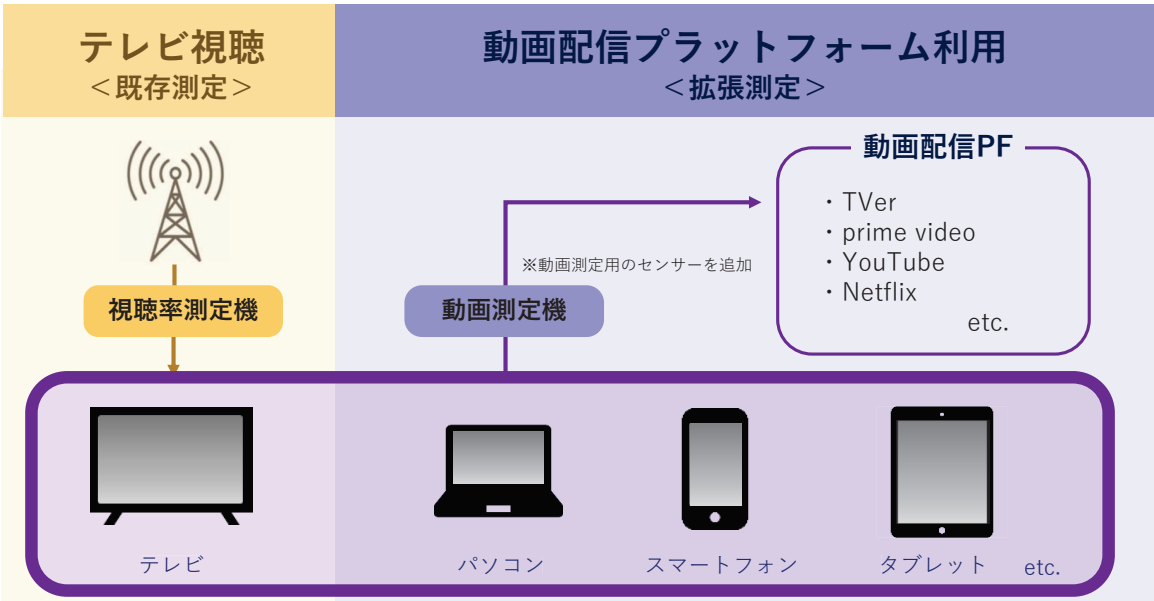 テレビ視聴
＜既存測定＞
動画配信プラットフォーム利用
＜拡張測定＞
動画配信PF
・TVer
・prime video
・YouTube
・Netflix
etc.
※動画測定用のセンサーを追加
視聴率測定機
動画測定機
テレビ
パソコン
スマートフォン
タブレット
etc.